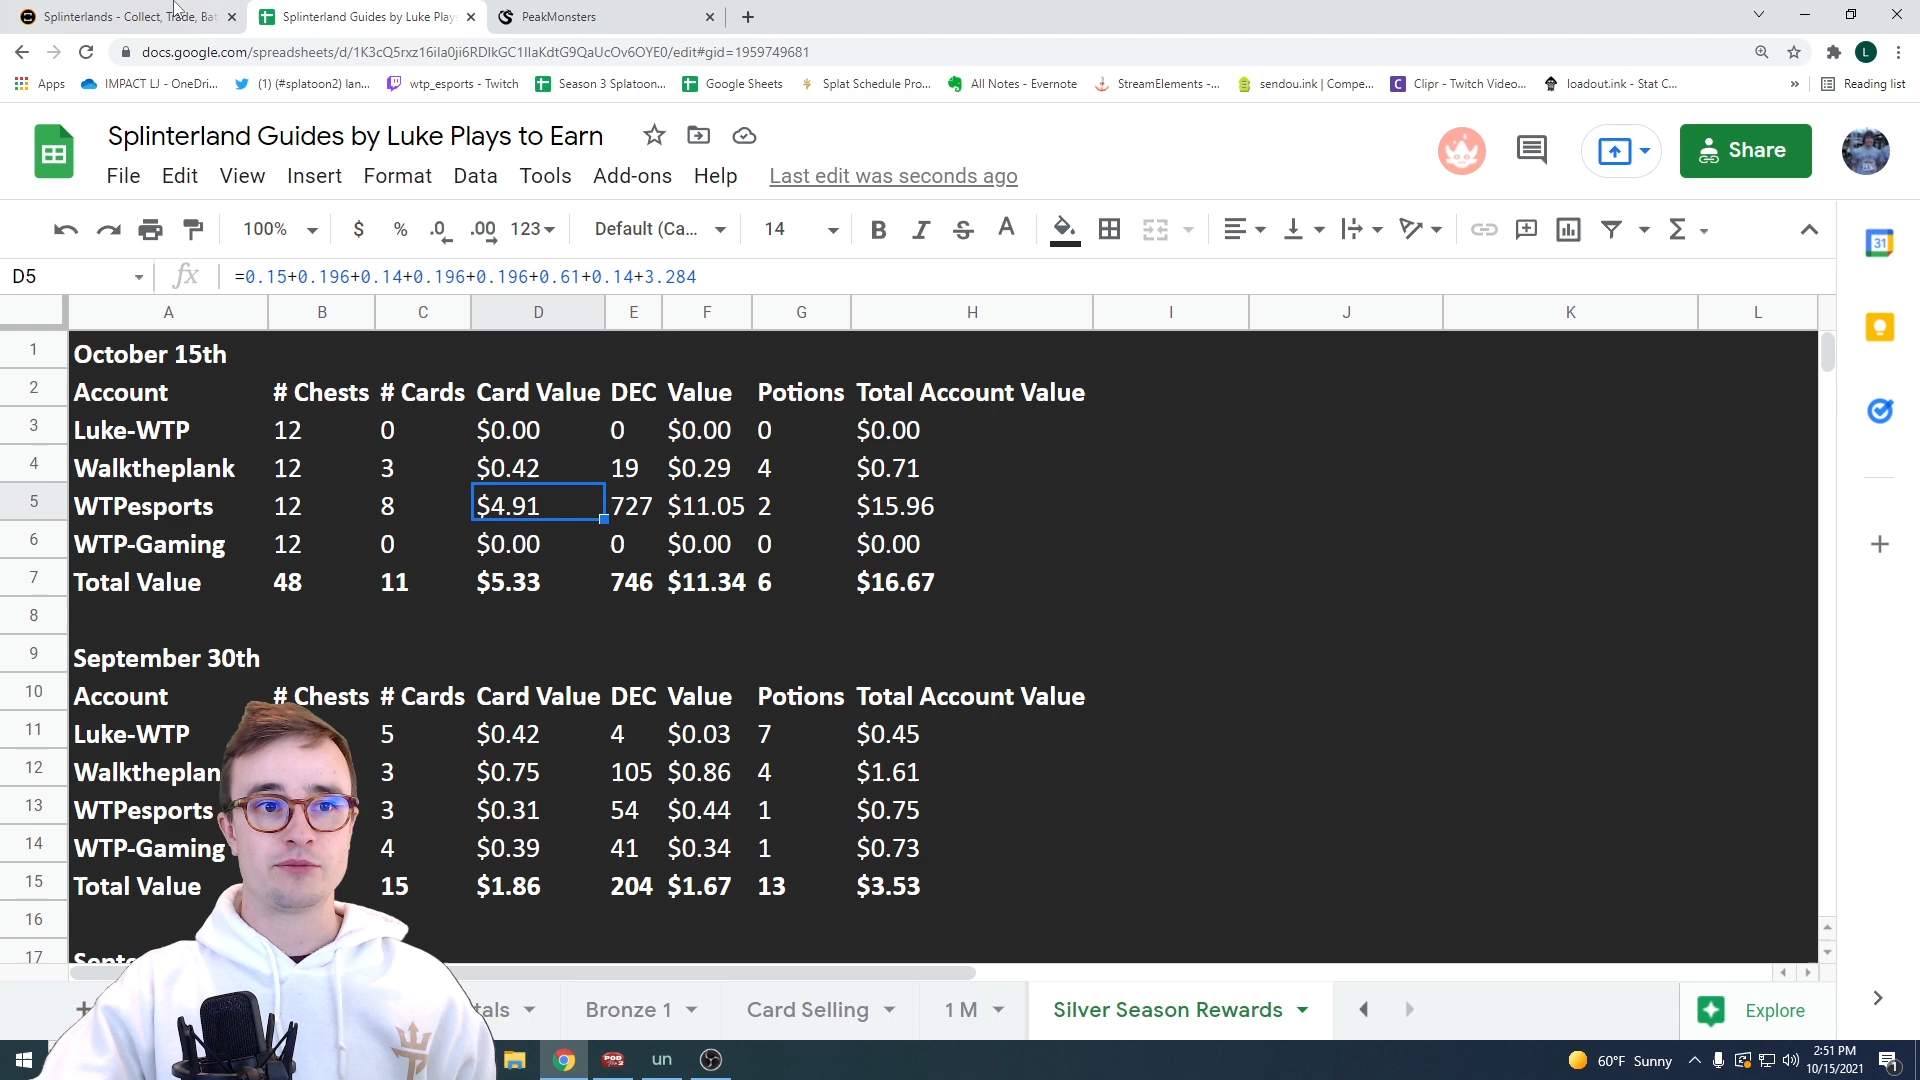 Splinterlands - Collect, Trade, Bat
Splinterland Guides by Luke Plays
PeakMonsters
docs.google.com/spreadsheets/d/1K3cQ5rxz16ila0ji6RDIkGC1IIaKdtG9QaUcOv6OYE0/edit#gid=1959749681
L
Apps
IMPACT LJ - OneDri...
(1) (#splatoon2) lan...
wtp_esports - Twitch
Season 3 Splatoon...
Google Sheets
Splat Schedule Pro...
All Notes - Evernote
StreamElements -...
sendou.ink | Compe...
Clipr - Twitch Video...
loadout.ink - Stat C...
»
Reading list
Splinterland Guides by Luke Plays to Earn
File Edit View Insert Format Data Tools Add-ons Help Last edit was seconds ago
Share
100% $ % .0 .00 123 Default (Ca... 14 B I S A Σ
31
D5 fx =0.15+0.196+0.14+0.196+0.196+0.61+0.14+3.284
A B C D E F G H I J K L
1 October 15th
2 Account # Chests # Cards Card Value DEC Value Potions Total Account Value
3 Luke-WTP 12 0 $0.00 0 $0.00 0 $0.00
4 Walktheplank 12 3 $0.42 19 $0.29 4 $0.71
5 WTPesports 12 8 $4.91 727 $11.05 2 $15.96
6 WTP-Gaming 12 0 $0.00 0 $0.00 0 $0.00
7 Total Value 48 11 $5.33 746 $11.34 6 $16.67
8
9 September 30th
10 Account # Chests # Cards Card Value DEC Value Potions Total Account Value
11 Luke-WTP 5 $0.42 4 $0.03 7 $0.45
12 Walktheplan 3 $0.75 105 $0.86 4 $1.61
13 WTPesports 3 $0.31 54 $0.44 1 $0.75
14 WTP-Gaming 4 $0.39 41 $0.34 1 $0.73
15 Total Value 15 $1.86 204 $1.67 13 $3.53
16
17 Septe
tals Bronze 1 Card Selling 1 M Silver Season Rewards Explore
POD
un
60°F Sunny
2:51 PM
10/15/2021
1